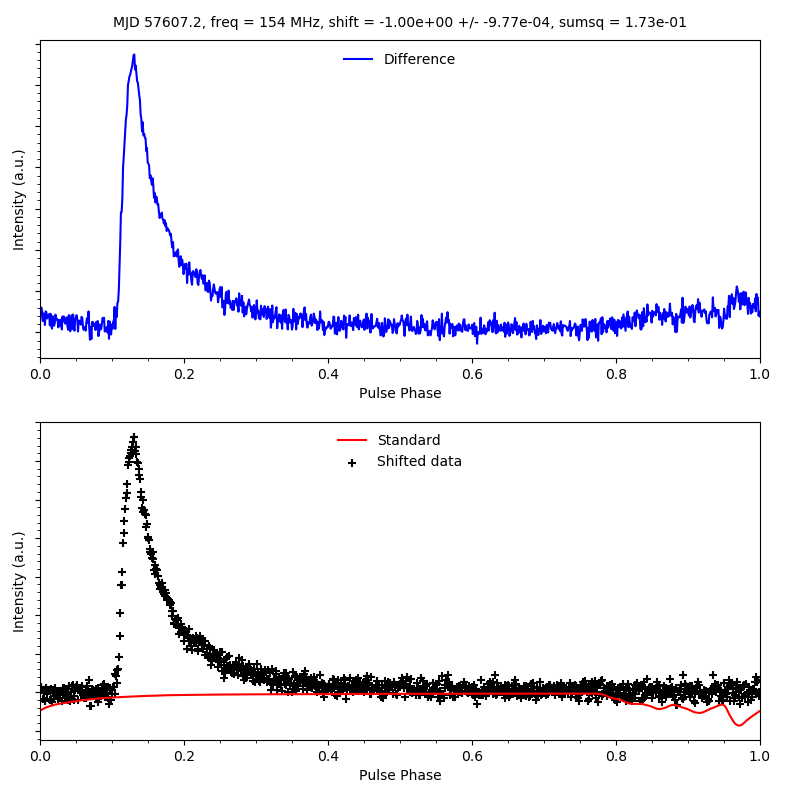 MJD 57607.2, freq = 154 MHz, shift = -1.00e+00 +/- -9.77e-04, sumsq = 1.73e-01
Difference
Intensity (a.u.)
0.0 0.2 0.4 0.6 0.8 1.0
Pulse Phase
Standard
Shifted data
Intensity (a.u.)
0.0 0.2 0.4 0.6 0.8 1.0
Pulse Phase